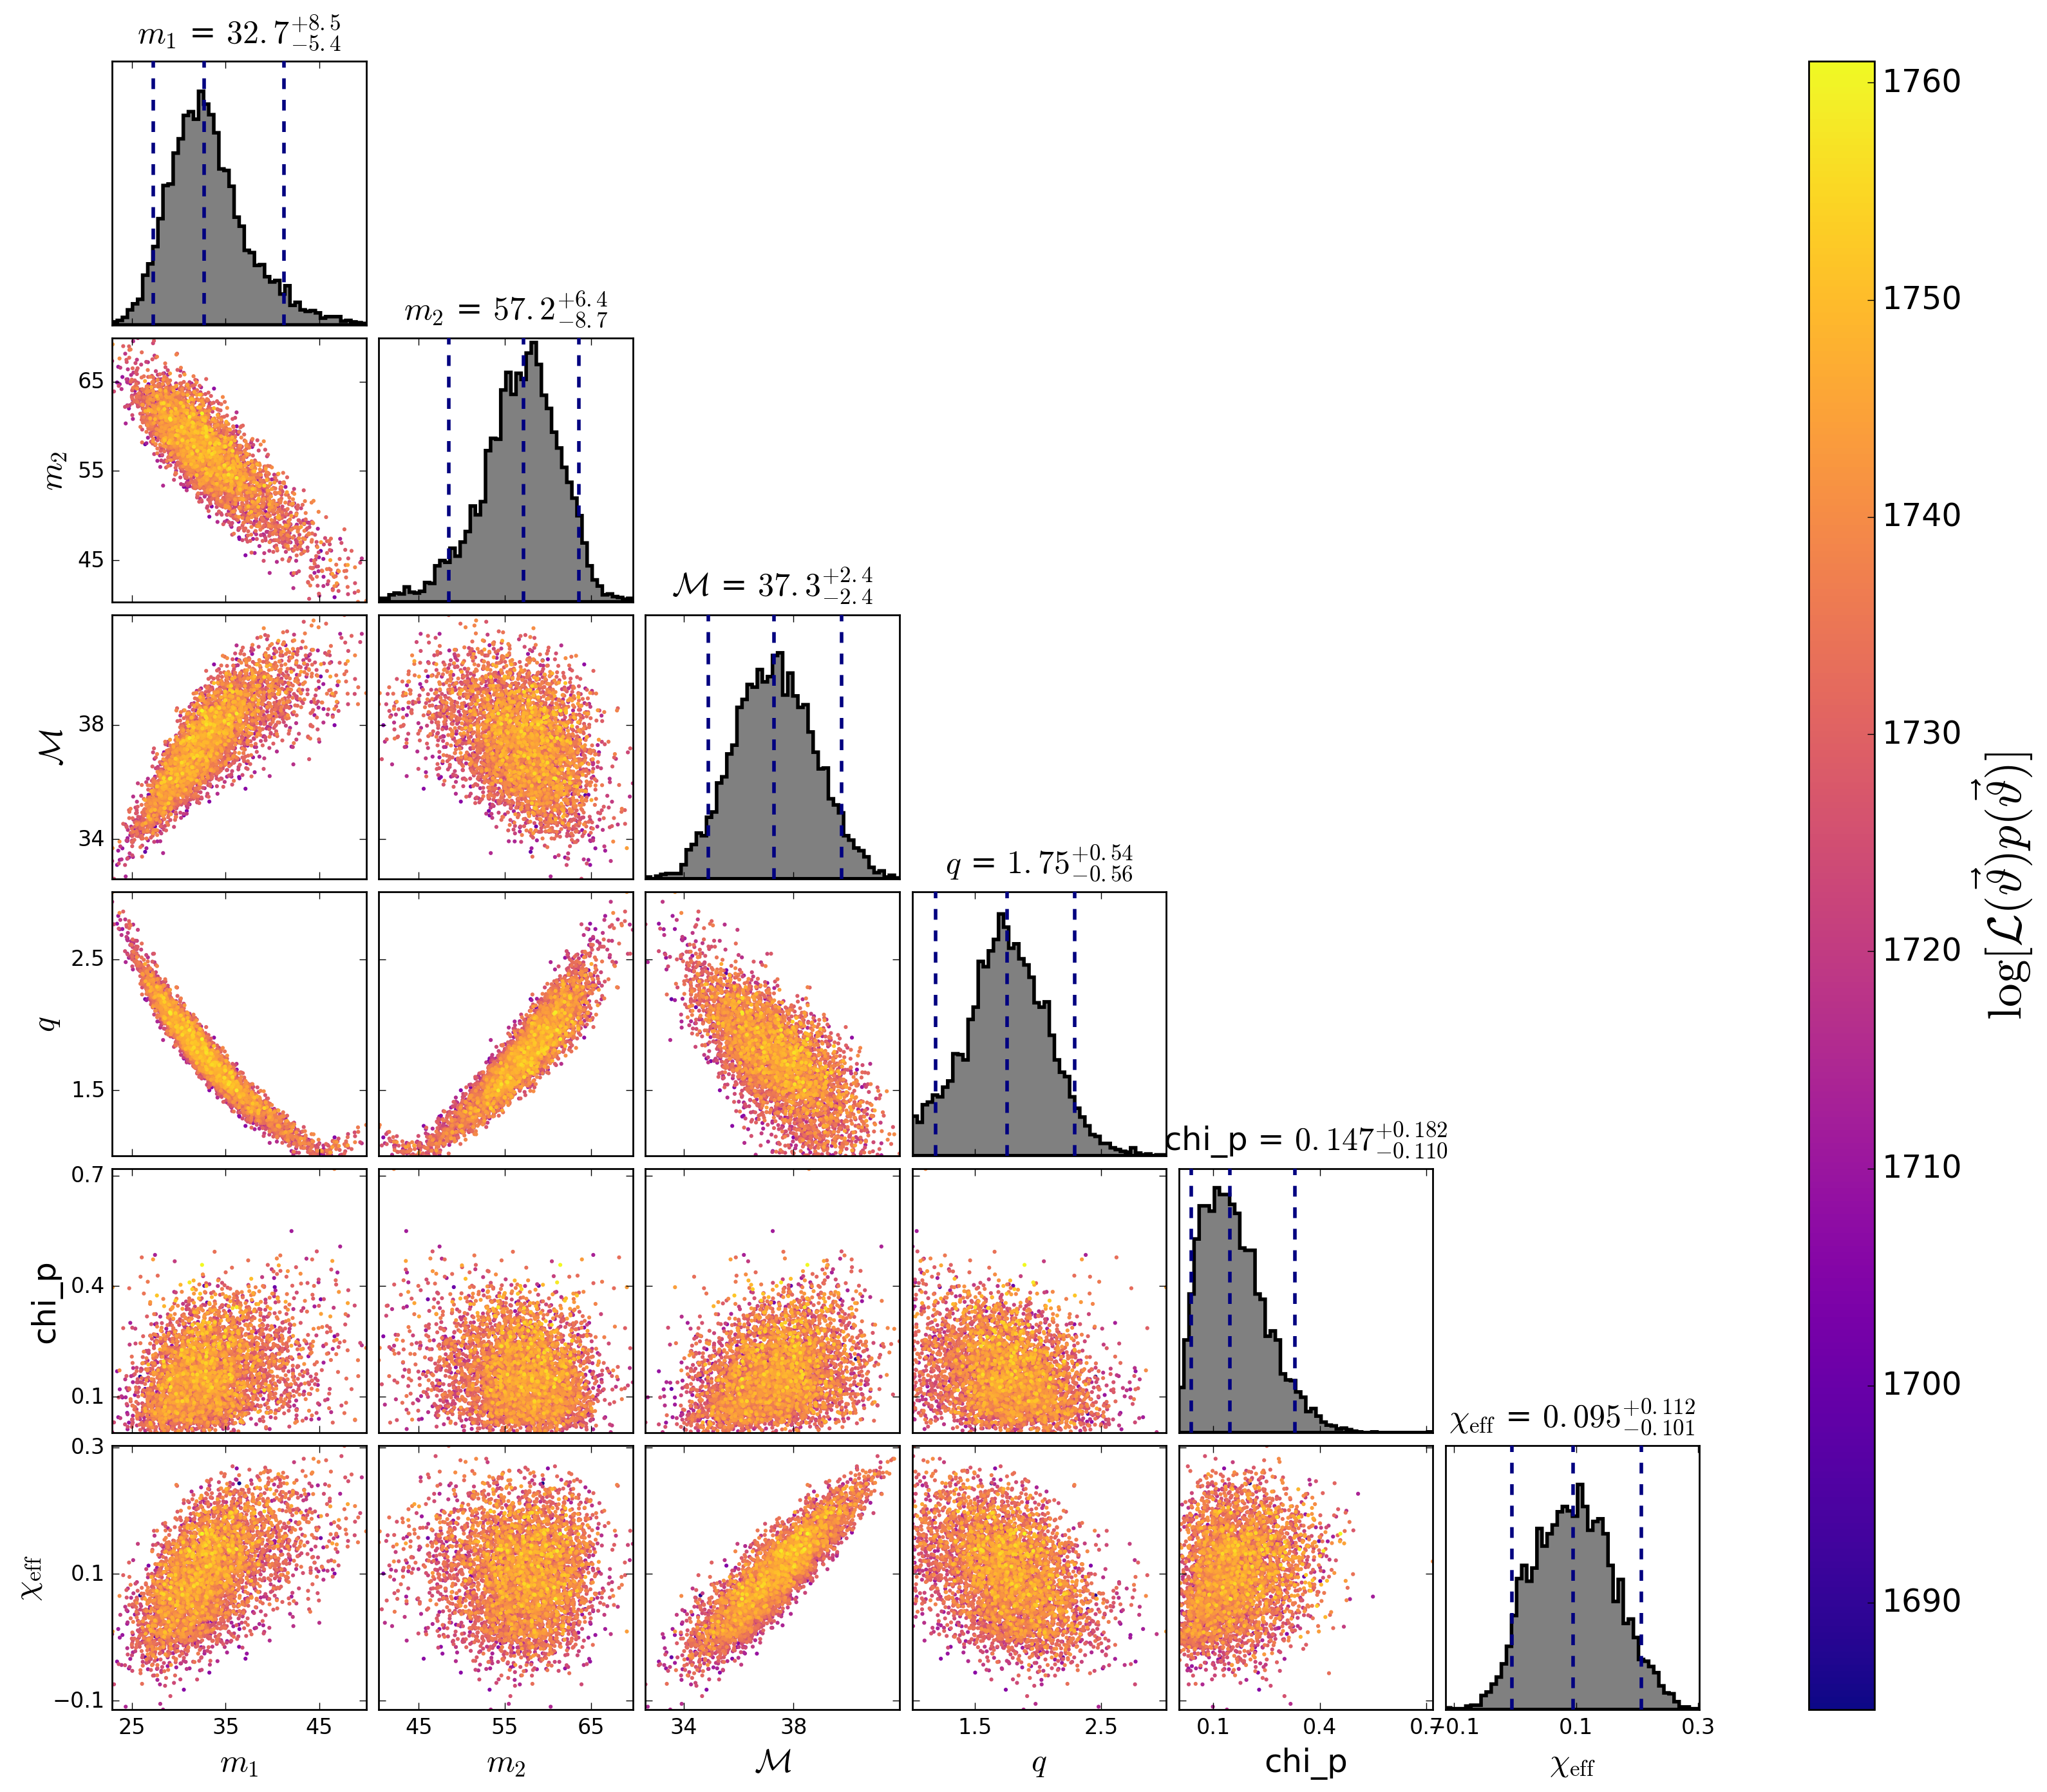 m₁ = 32.7+8.5−5.4
1760
1750
m₂ = 57.2+6.4−8.7
65
m₂
55
45
1740
ℳ = 37.3+2.4−2.4
ℳ
38
34
1730
log[ℒ(ϑ⃗)p(ϑ⃗)]
q = 1.75+0.54−0.56
2.5
q
1.5
1720
chi_p = 0.147+0.182−0.110
0.7
chi_p
0.4
0.1
1710
1700
χeff = 0.095+0.112−0.101
0.3
χeff
0.1
−0.1
1690
25 35 45 45 55 65 34 38 1.5 2.5 0.1 0.4 0.7 −0.1 0.1 0.3
m₁ m₂ ℳ q chi_p χeff